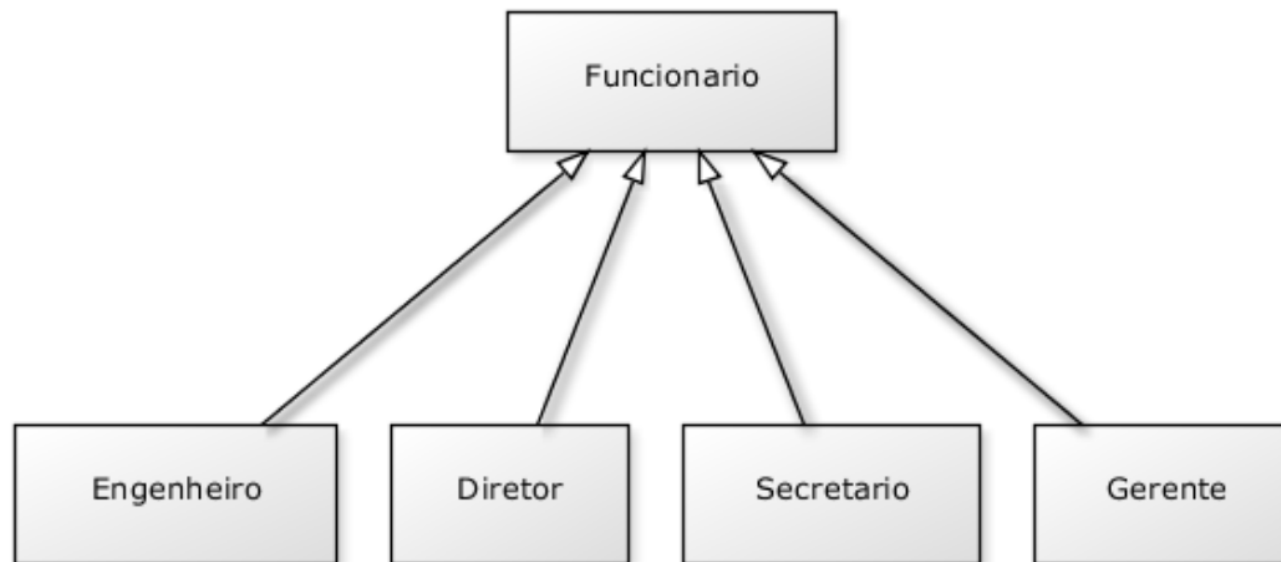 Funcionario
Engenheiro
Diretor
Secretario
Gerente